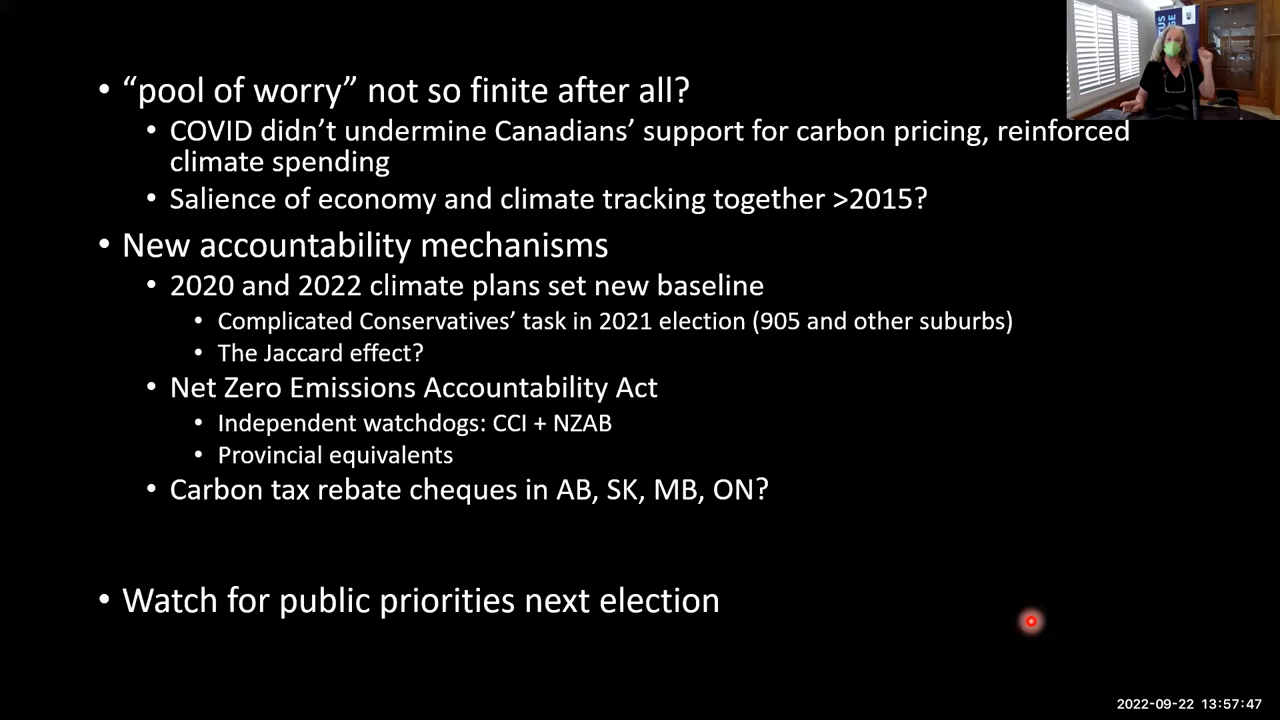 • “pool of worry” not so finite after all?
• COVID didn’t undermine Canadians’ support for carbon pricing, reinforced
climate spending
• Salience of economy and climate tracking together >2015?
• New accountability mechanisms
• 2020 and 2022 climate plans set new baseline
• Complicated Conservatives’ task in 2021 election (905 and other suburbs)
• The Jaccard effect?
• Net Zero Emissions Accountability Act
• Independent watchdogs: CCI + NZAB
• Provincial equivalents
• Carbon tax rebate cheques in AB, SK, MB, ON?
• Watch for public priorities next election
2022-09-22 13:57:47